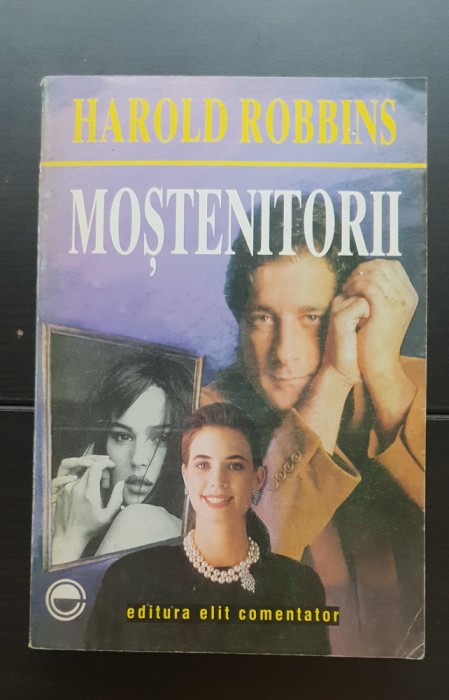 HAROLD ROBBINS
MOȘTENITORII
editura elit comentator